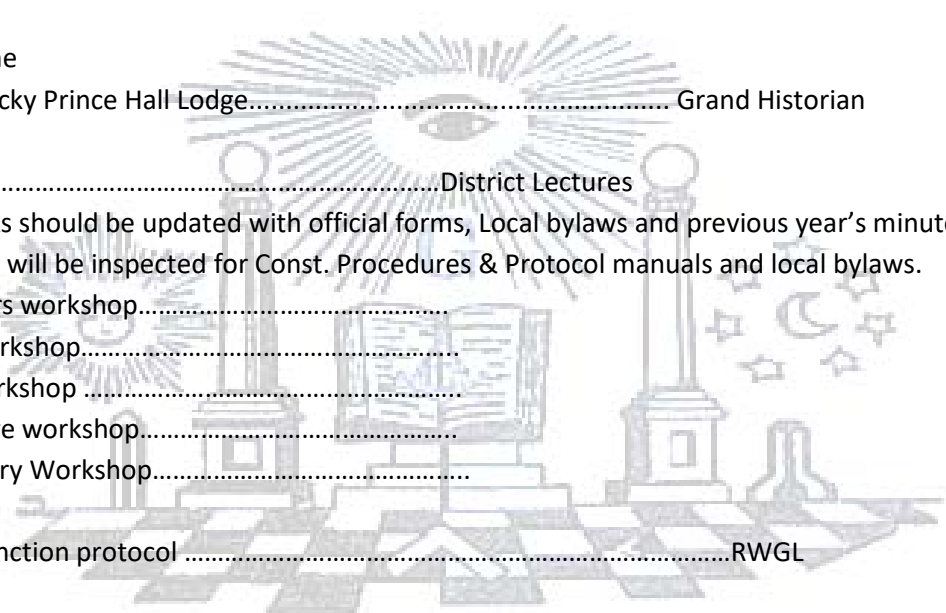 ne
cky Prince Hall Lodge.................................................................. Grand Historian
....................................................................District Lectures
s should be updated with official forms, Local bylaws and previous year’s minute
will be inspected for Const. Procedures & Protocol manuals and local bylaws.
rs workshop................................................
rkshop..........................................................
rkshop ..........................................................
e workshop.................................................
ry Workshop.................................................
nction protocol .....................................................................................RWGL